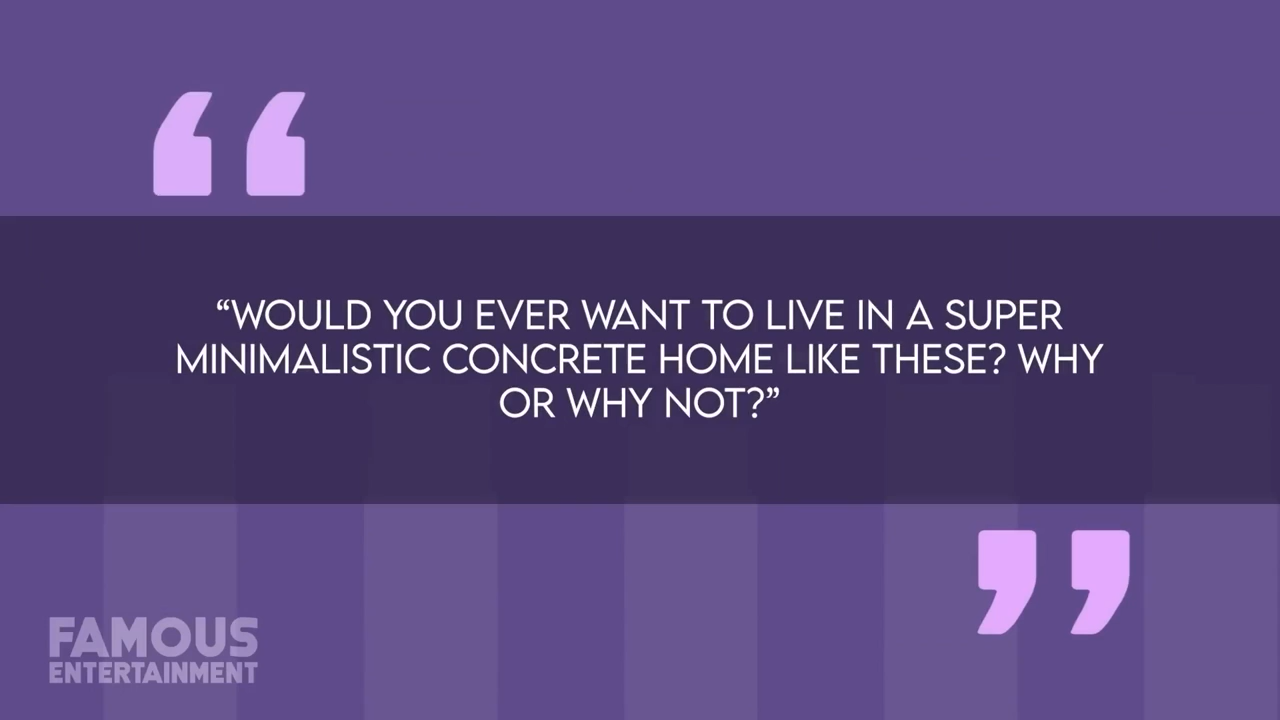 “WOULD YOU EVER WANT TO LIVE IN A SUPER
MINIMALISTIC CONCRETE HOME LIKE THESE? WHY
OR WHY NOT?”
FAMOUS
ENTERTAINMENT